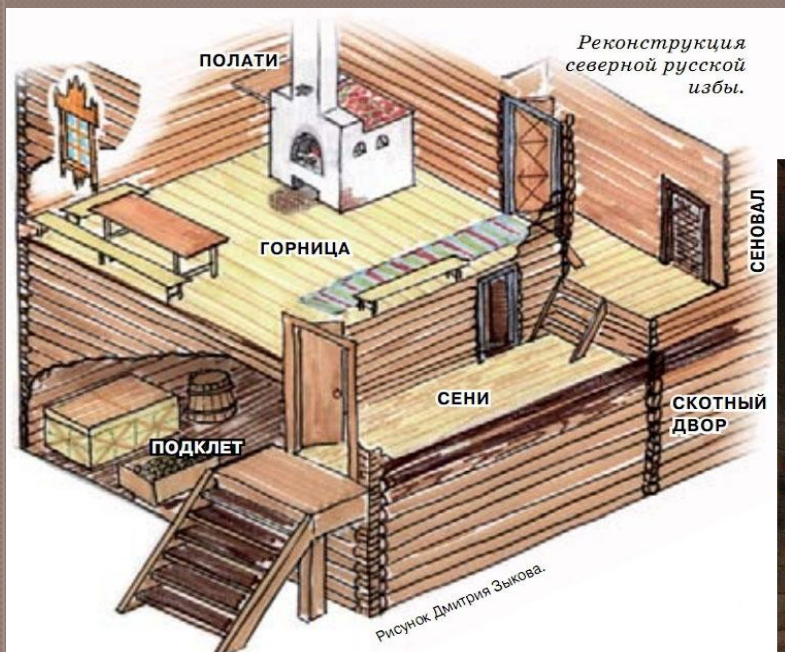 Реконструкция
северной русской
избы.
ПОЛАТИ
ГОРНИЦА
СЕНОВАЛ
СЕНИ
СКОТНЫЙ
ДВОР
ПОДКЛЕТ
Рисунок Дмитрия Зыкова.